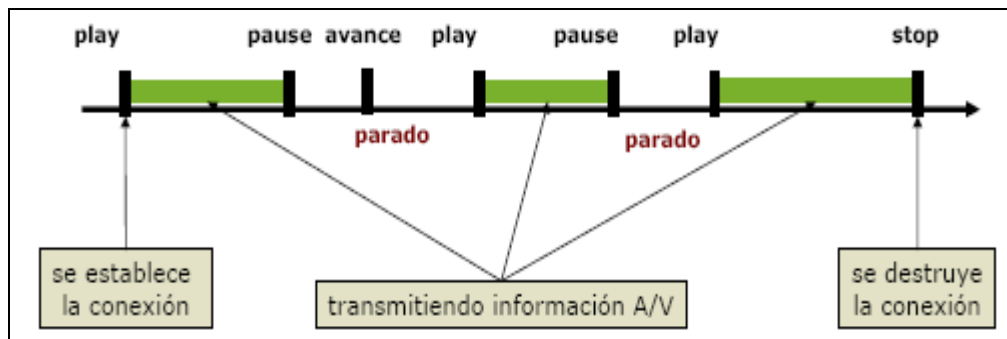 play pause avance play pause play stop
parado parado
se establece
la conexión
transmitiendo información A/V
se destruye
la conexión